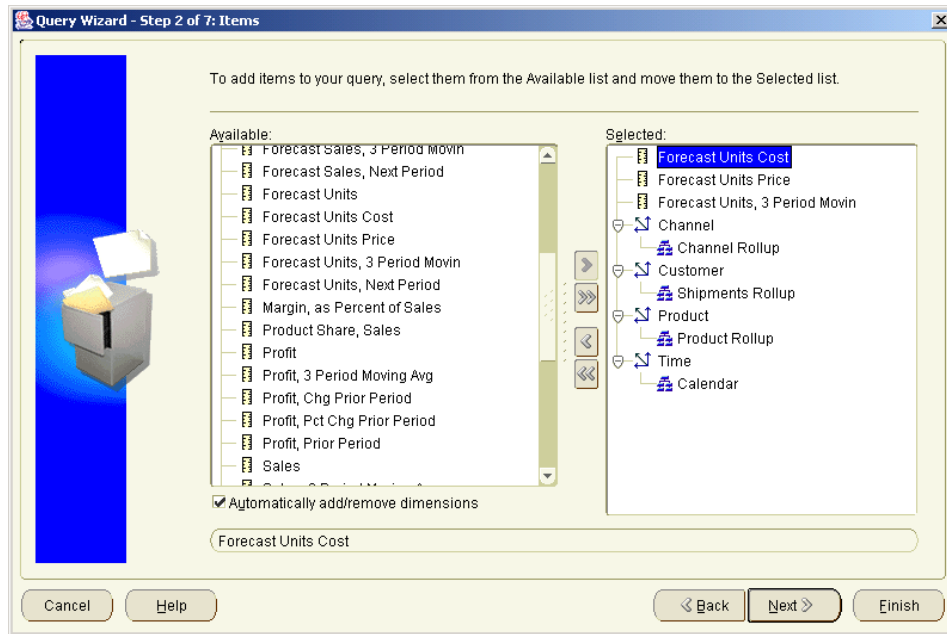 Query Wizard - Step 2 of 7: Items
To add items to your query, select them from the Available list and move them to the Selected list.
Available:
Forecast Sales, 3 Period Movin
Forecast Sales, Next Period
Forecast Units
Forecast Units Cost
Forecast Units Price
Forecast Units, 3 Period Movin
Forecast Units, Next Period
Margin, as Percent of Sales
Product Share, Sales
Profit
Profit, 3 Period Moving Avg
Profit, Chg Prior Period
Profit, Pct Chg Prior Period
Profit, Prior Period
Sales
Automatically add/remove dimensions
Selected:
Forecast Units Cost
Forecast Units Price
Forecast Units, 3 Period Movin
Channel
Channel Rollup
Customer
Shipments Rollup
Product
Product Rollup
Time
Calendar
Forecast Units Cost
Cancel
Help
Back
Next
Finish